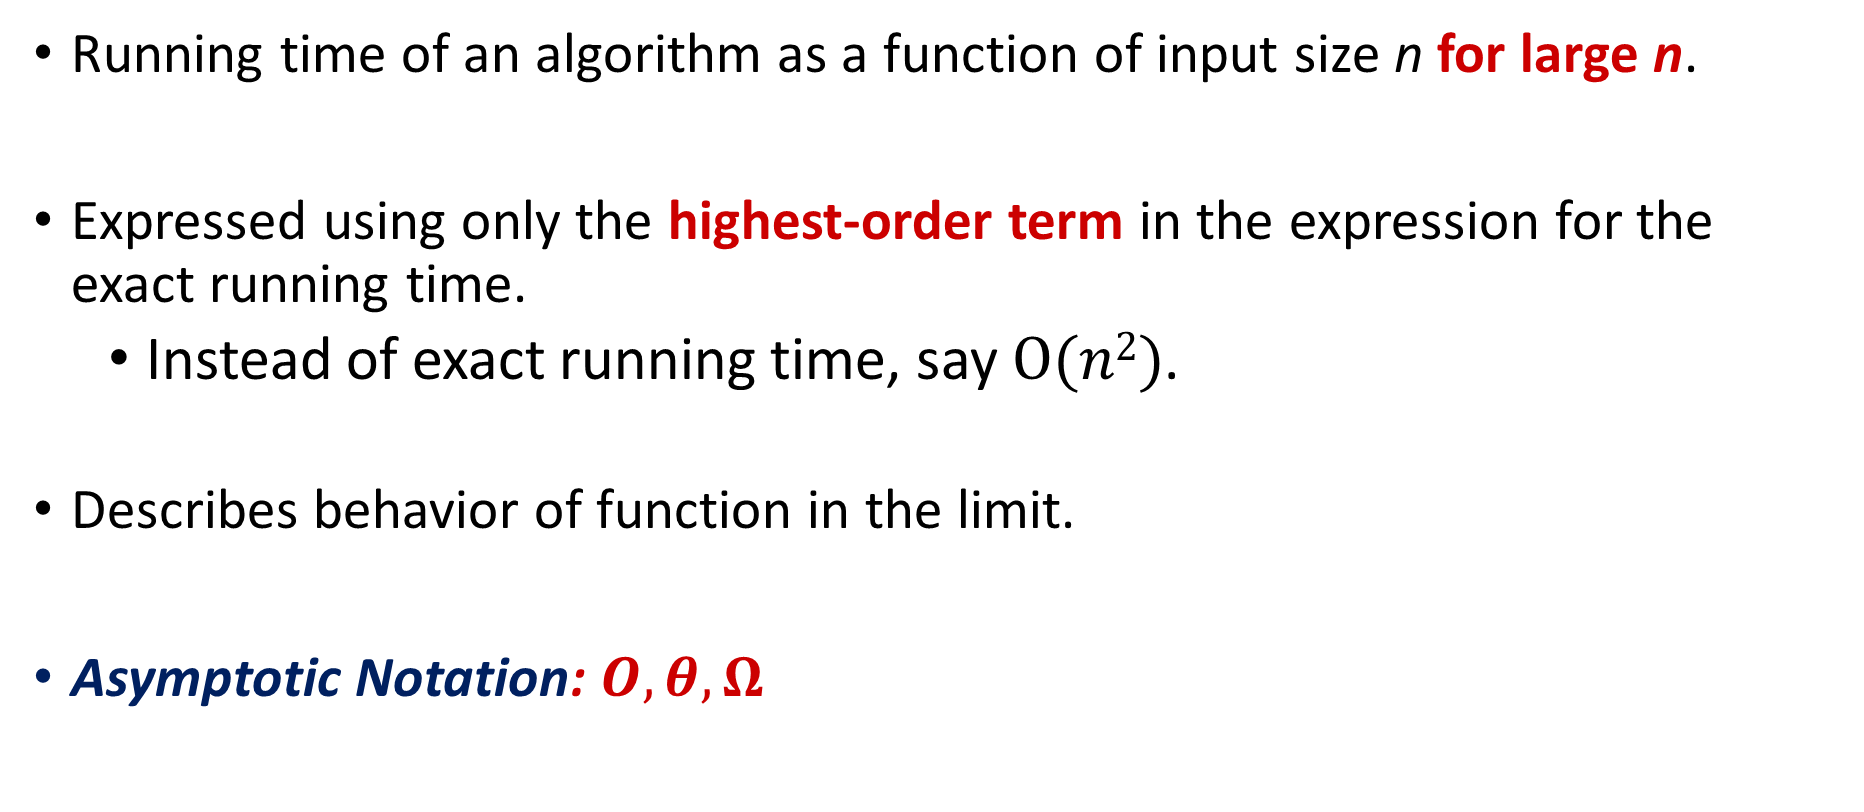 • Running time of an algorithm as a function of input size n for large n.
• Expressed using only the highest-order term in the expression for the
exact running time.
• Instead of exact running time, say O(n²).
• Describes behavior of function in the limit.
• Asymptotic Notation: O, θ, Ω